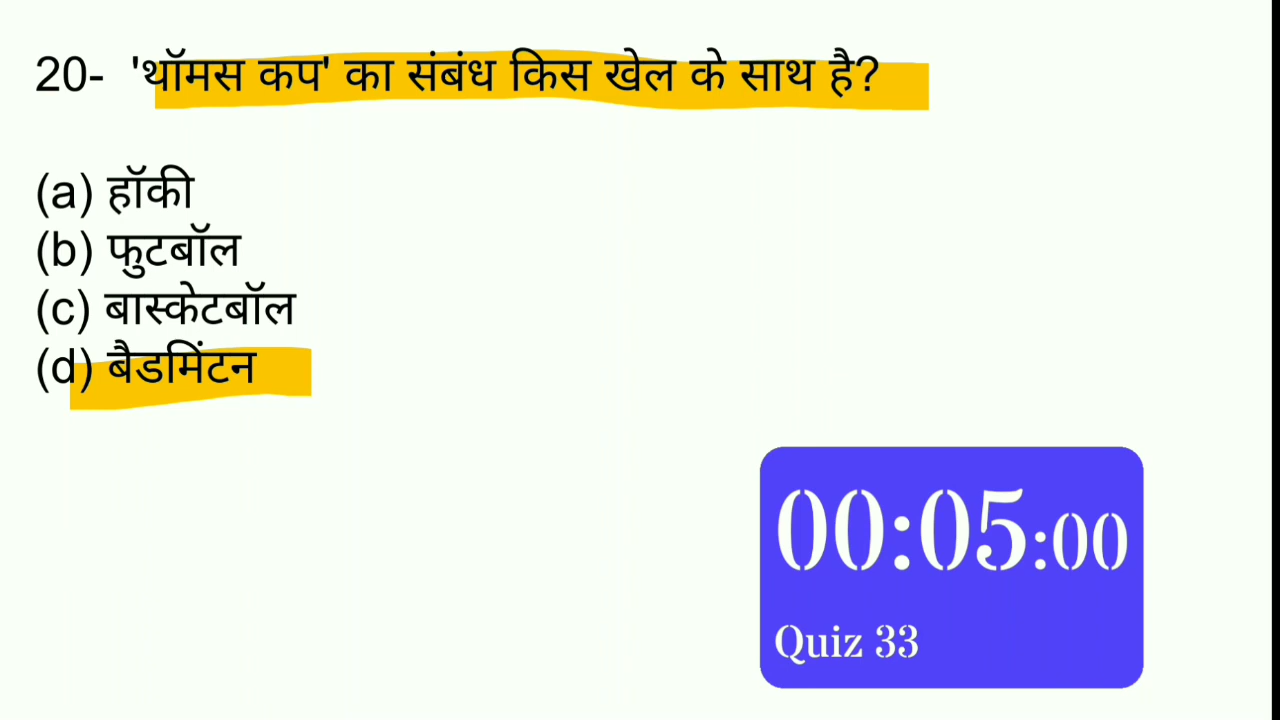 20- 'थॉमस कप' का संबंध किस खेल के साथ है?
(a) हॉकी
(b) फुटबॉल
(c) बास्केटबॉल
(d) बैडमिंटन
00:05:00
Quiz 33